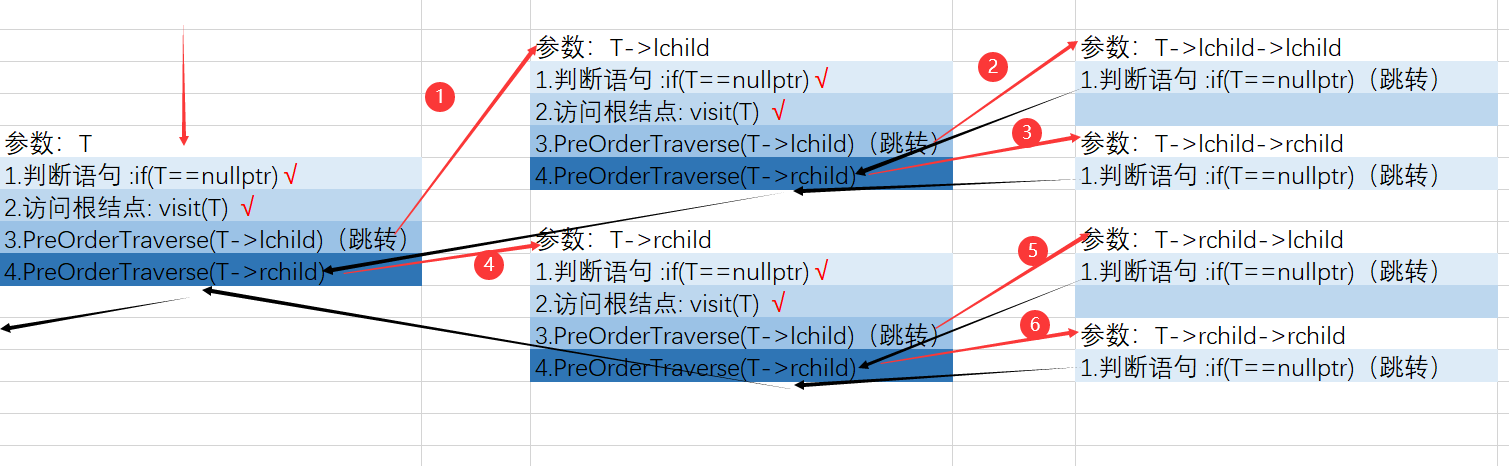 参数：T
1.判断语句 :if(T==nullptr) √
2.访问根结点: visit(T) √
3.PreOrderTraverse(T->lchild)（跳转）
4.PreOrderTraverse(T->rchild)
1
参数：T->lchild
1.判断语句 :if(T==nullptr) √
2.访问根结点: visit(T) √
3.PreOrderTraverse(T->lchild)（跳转）
4.PreOrderTraverse(T->rchild)
2
参数：T->lchild->lchild
1.判断语句 :if(T==nullptr)（跳转）
3
参数：T->lchild->rchild
1.判断语句 :if(T==nullptr)（跳转）
4
参数：T->rchild
1.判断语句 :if(T==nullptr) √
2.访问根结点: visit(T) √
3.PreOrderTraverse(T->lchild)（跳转）
4.PreOrderTraverse(T->rchild)
5
参数：T->rchild->lchild
1.判断语句 :if(T==nullptr)（跳转）
6
参数：T->rchild->rchild
1.判断语句 :if(T==nullptr)（跳转）